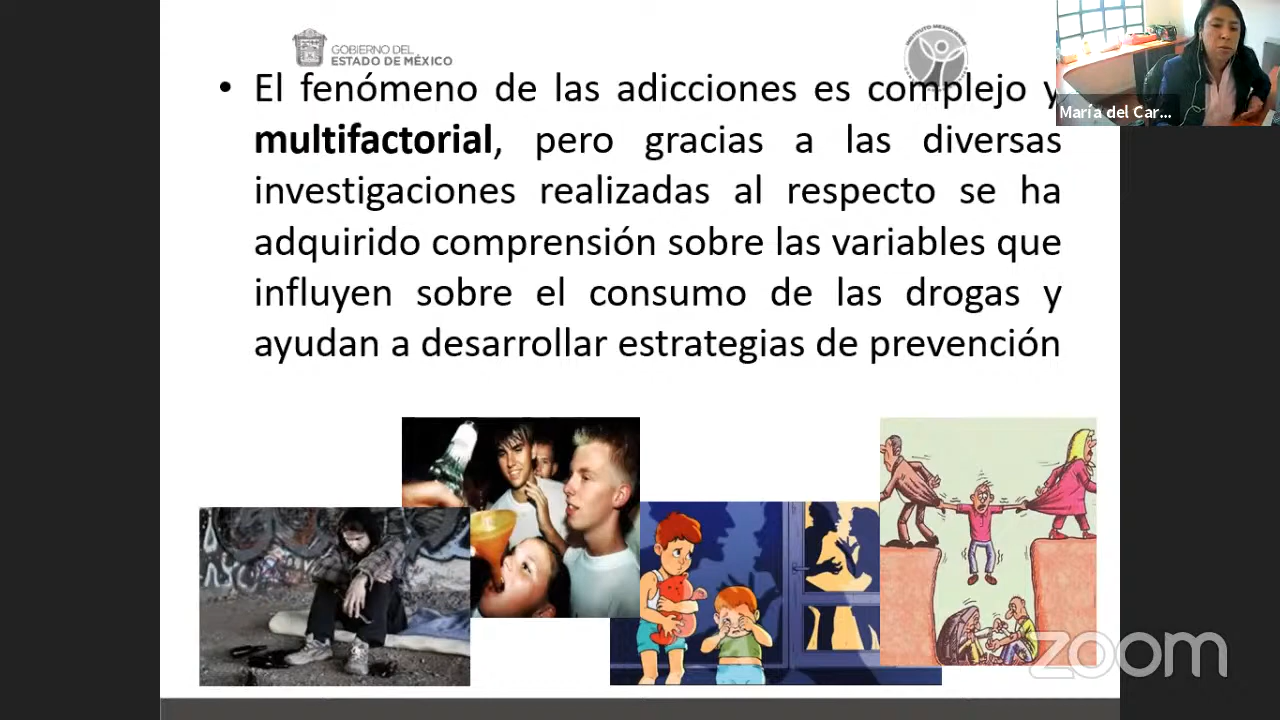 GOBIERNO DEL
ESTADO DE MÉXICO
• El fenómeno de las adicciones es complejo y
multifactorial, pero gracias a las diversas
investigaciones realizadas al respecto se ha
adquirido comprensión sobre las variables que
influyen sobre el consumo de las drogas y
ayudan a desarrollar estrategias de prevención
María del Car...
zoom